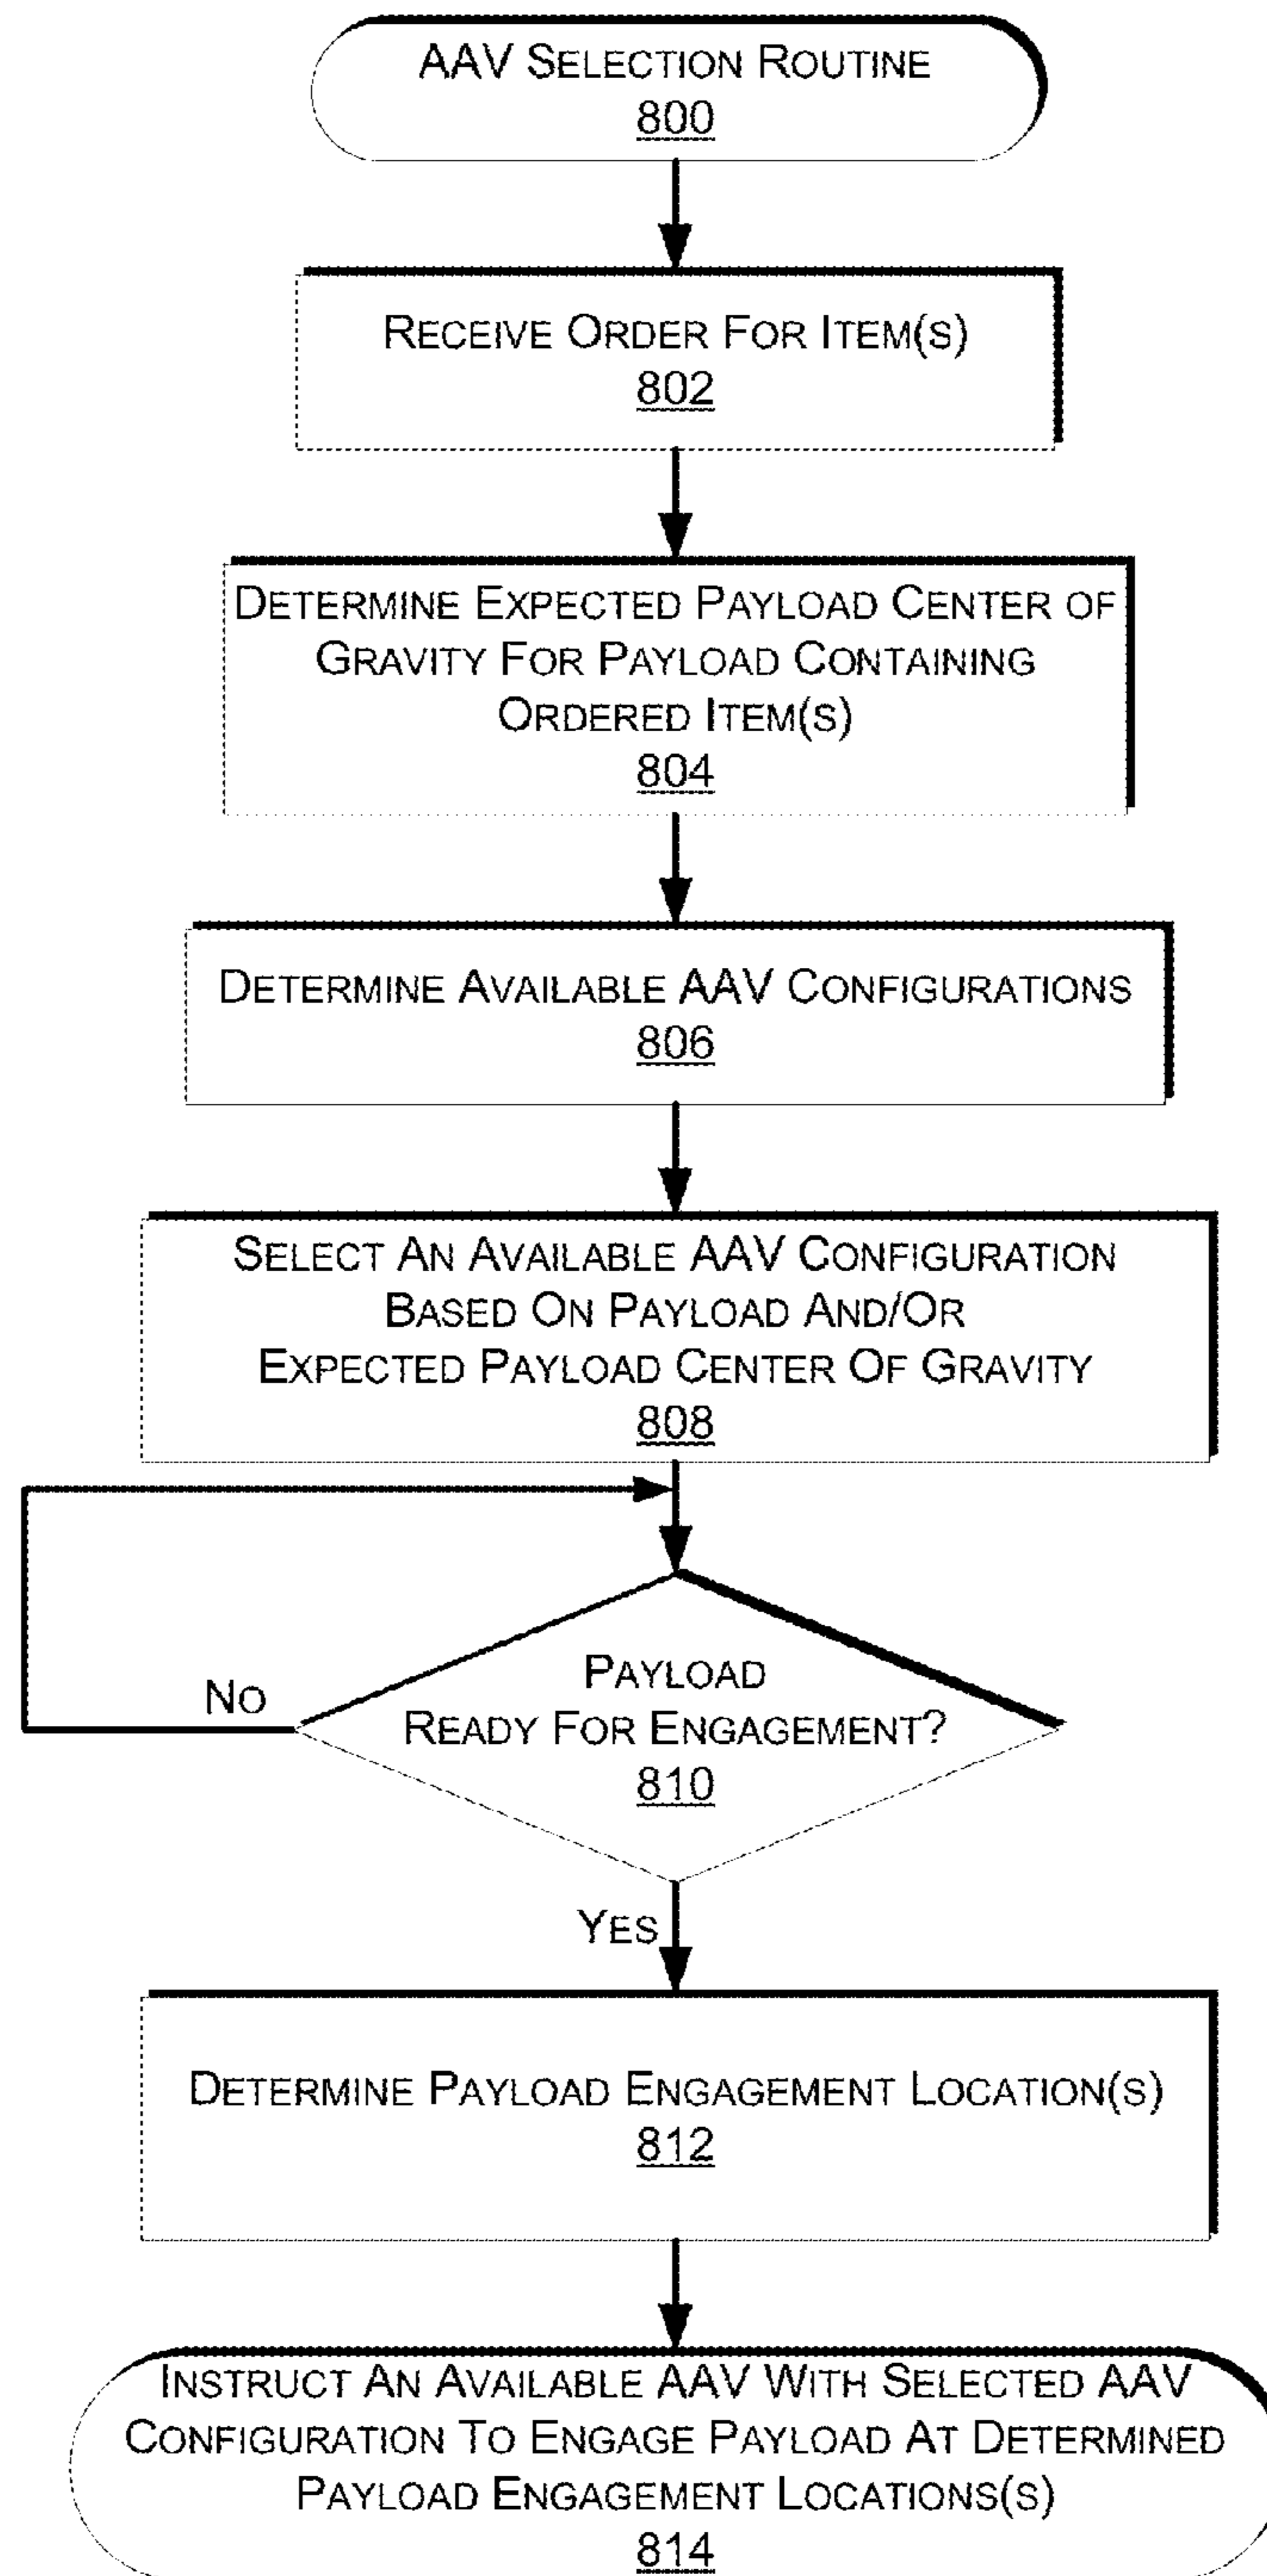 AAV SELECTION ROUTINE
800
RECEIVE ORDER FOR ITEM(S)
802
DETERMINE EXPECTED PAYLOAD CENTER OF
GRAVITY FOR PAYLOAD CONTAINING
ORDERED ITEM(S)
804
DETERMINE AVAILABLE AAV CONFIGURATIONS
806
SELECT AN AVAILABLE AAV CONFIGURATION
BASED ON PAYLOAD AND/OR
EXPECTED PAYLOAD CENTER OF GRAVITY
808
NO
PAYLOAD
READY FOR ENGAGEMENT?
810
YES
DETERMINE PAYLOAD ENGAGEMENT LOCATION(S)
812
INSTRUCT AN AVAILABLE AAV WITH SELECTED AAV
CONFIGURATION TO ENGAGE PAYLOAD AT DETERMINED
PAYLOAD ENGAGEMENT LOCATIONS(S)
814